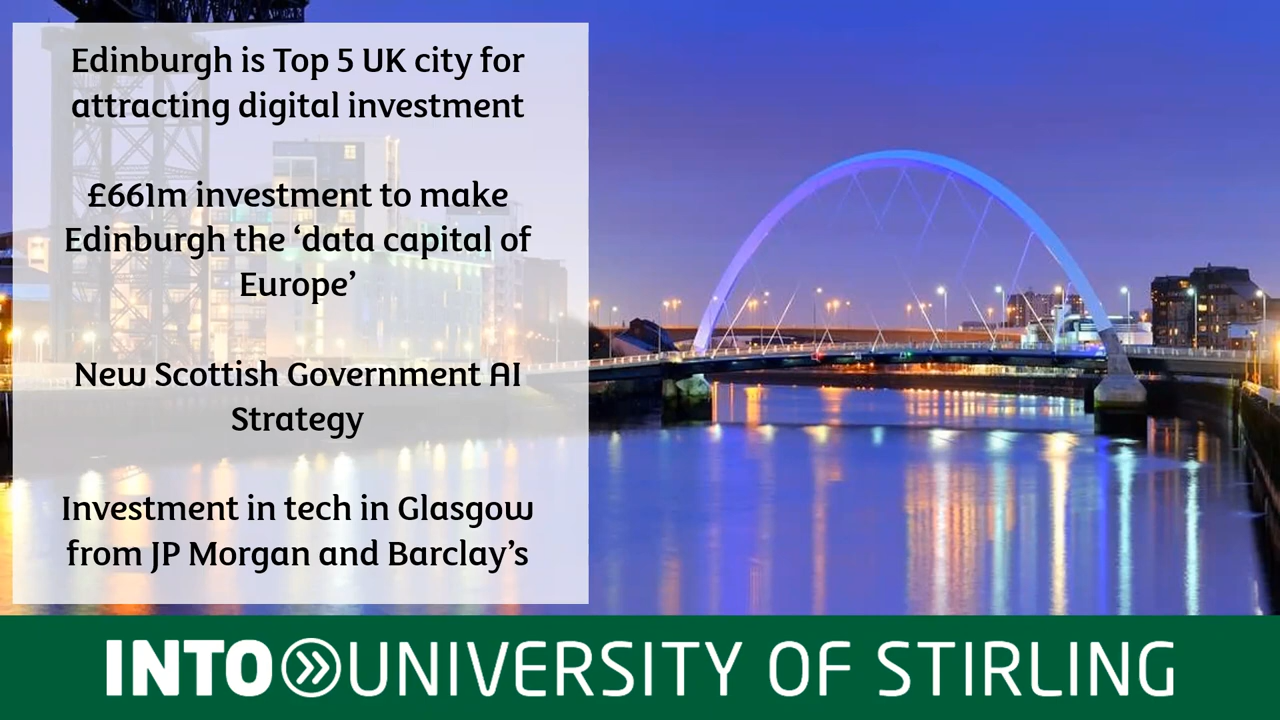 Edinburgh is Top 5 UK city for
attracting digital investment
£661m investment to make
Edinburgh the ‘data capital of
Europe’
New Scottish Government AI
Strategy
Investment in tech in Glasgow
from JP Morgan and Barclay’s
INTO UNIVERSITY OF STIRLING